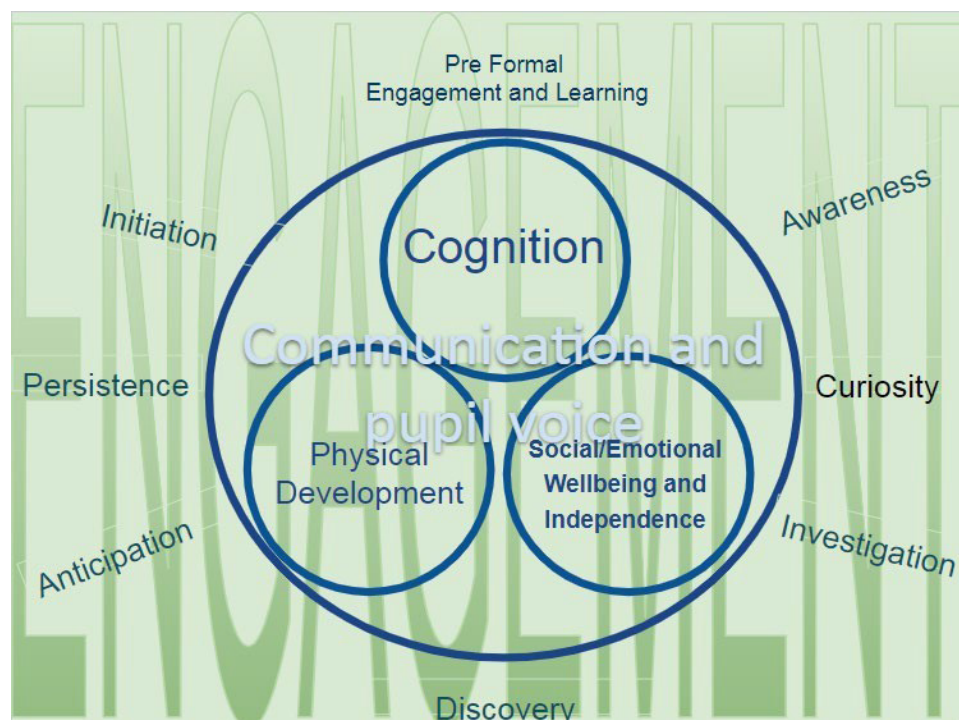 ENGAGEMENT
Pre Formal
Engagement and Learning
Initiation
Awareness
Cognition
Communication and
pupil voice
Persistence
Curiosity
Physical
Development
Social/Emotional
Wellbeing and
Independence
Anticipation
Investigation
Discovery